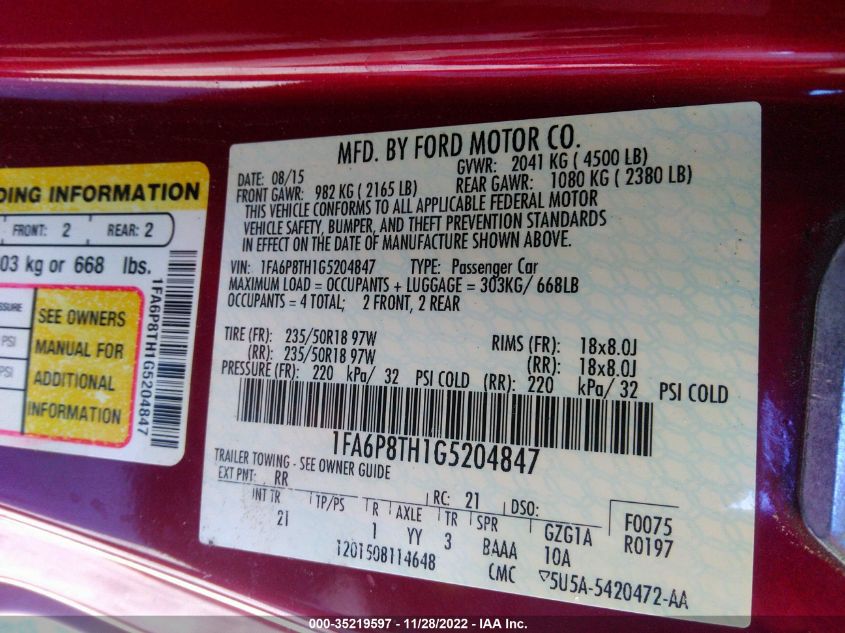 DING INFORMATION
FRONT: 2 REAR: 2
03 kg or 668 lbs.
SSURE
PSI
PSI
SEE OWNERS
MANUAL FOR
ADDITIONAL
INFORMATION
1FA6P8TH1G5204847
MFD. BY FORD MOTOR CO.
DATE: 08/15 GVWR: 2041 KG ( 4500 LB)
FRONT GAWR: 982 KG ( 2165 LB) REAR GAWR: 1080 KG ( 2380 LB)
THIS VEHICLE CONFORMS TO ALL APPLICABLE FEDERAL MOTOR
VEHICLE SAFETY, BUMPER, AND THEFT PREVENTION STANDARDS
IN EFFECT ON THE DATE OF MANUFACTURE SHOWN ABOVE.
VIN: 1FA6P8TH1G5204847 TYPE: Passenger Car
MAXIMUM LOAD = OCCUPANTS + LUGGAGE = 303KG/ 668LB
OCCUPANTS = 4 TOTAL; 2 FRONT, 2 REAR
TIRE (FR): 235/50R18 97W RIMS (FR): 18x8.0J
(RR): 235/50R18 97W (RR): 18x8.0J
PRESSURE (FR): 220 kPa/ 32 PSI COLD (RR): 220 kPa/ 32 PSI COLD
1FA6P8TH1G5204847
TRAILER TOWING - SEE OWNER GUIDE
EXT PNT: RR RC: 21 DSO:
INT TR TP/PS R AXLE TR SPR GZG1A F0075
21 1 YY 3 BAAA 10A R0197
1201508114648 CMC ▽5U5A-5420472-AA
000-35219597 - 11/28/2022 - IAA Inc.